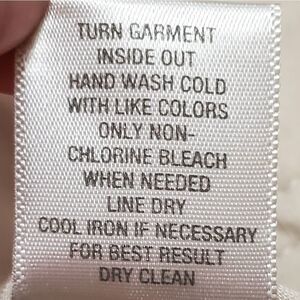 TURN GARMENT
INSIDE OUT
HAND WASH COLD
WITH LIKE COLORS
ONLY NON-
CHLORINE BLEACH
WHEN NEEDED
LINE DRY
COOL IRON IF NECESSARY
FOR BEST RESULT
DRY CLEAN